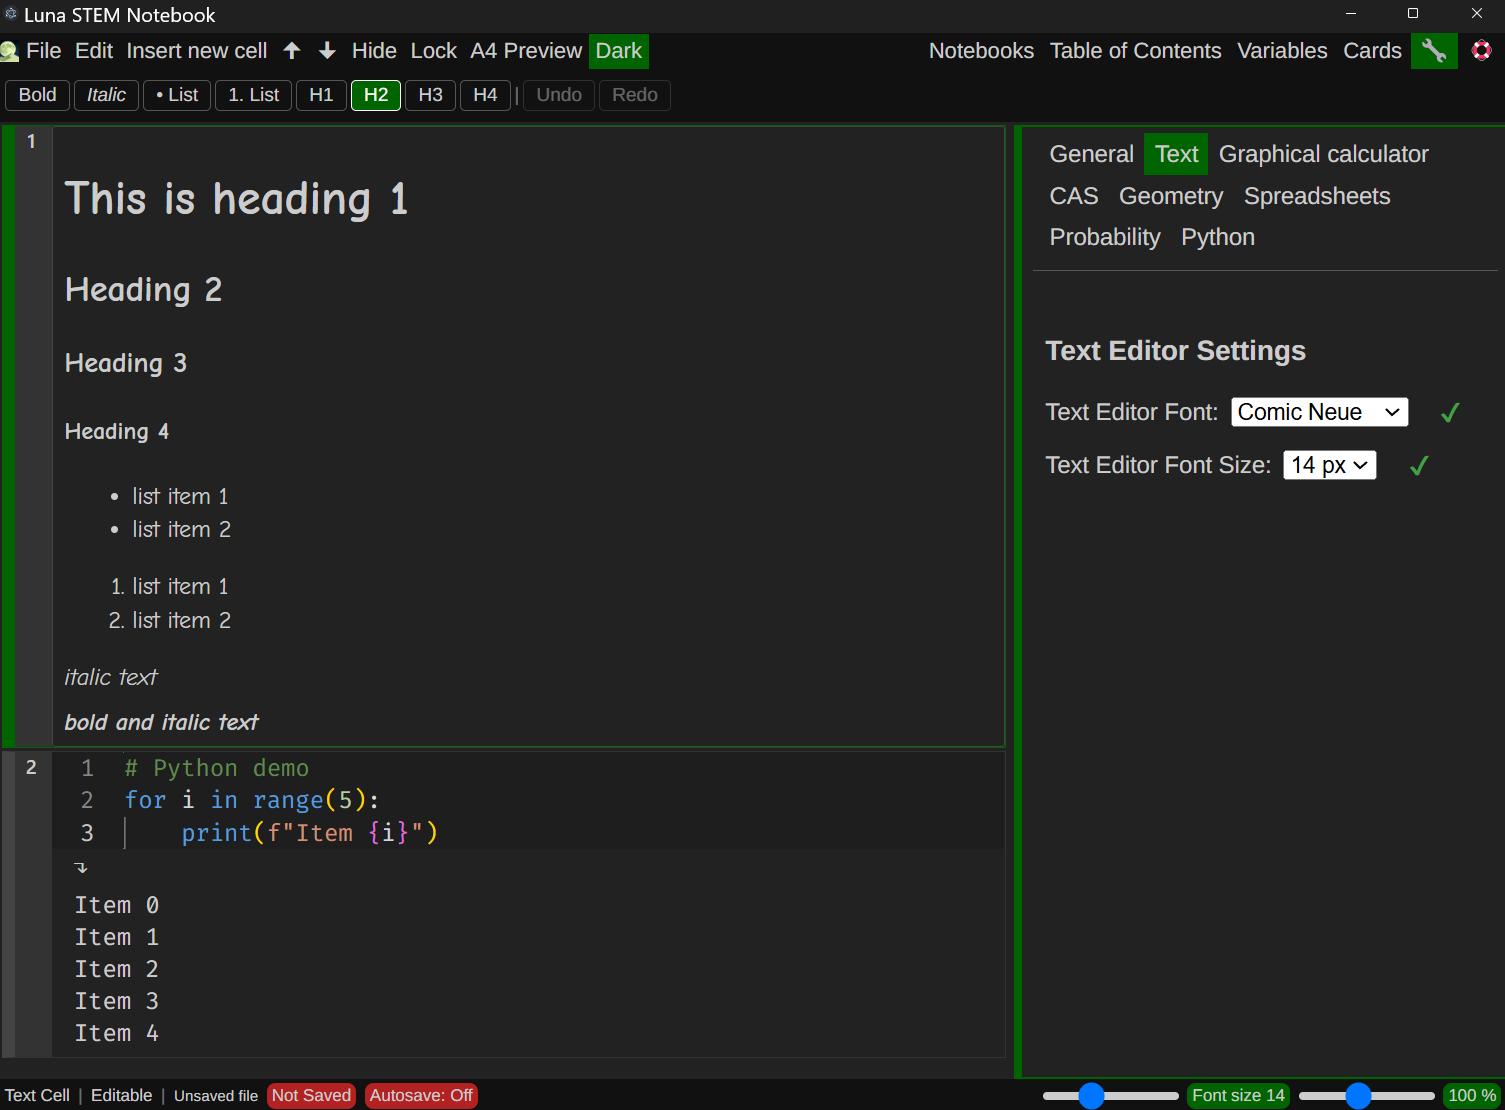 Luna STEM Notebook
File Edit Insert new cell Hide Lock A4 Preview Dark Notebooks Table of Contents Variables Cards
Bold Italic • List 1. List H1 H2 H3 H4 | Undo Redo
1
This is heading 1
Heading 2
Heading 3
Heading 4
• list item 1
• list item 2
1. list item 1
2. list item 2
italic text
bold and italic text
2
1 # Python demo
2 for i in range(5):
3 print(f"Item {i}")
Item 0
Item 1
Item 2
Item 3
Item 4
General Text Graphical calculator
CAS Geometry Spreadsheets
Probability Python
Text Editor Settings
Text Editor Font: Comic Neue
Text Editor Font Size: 14 px
Text Cell | Editable | Unsaved file Not Saved Autosave: Off Font size 14 100 %